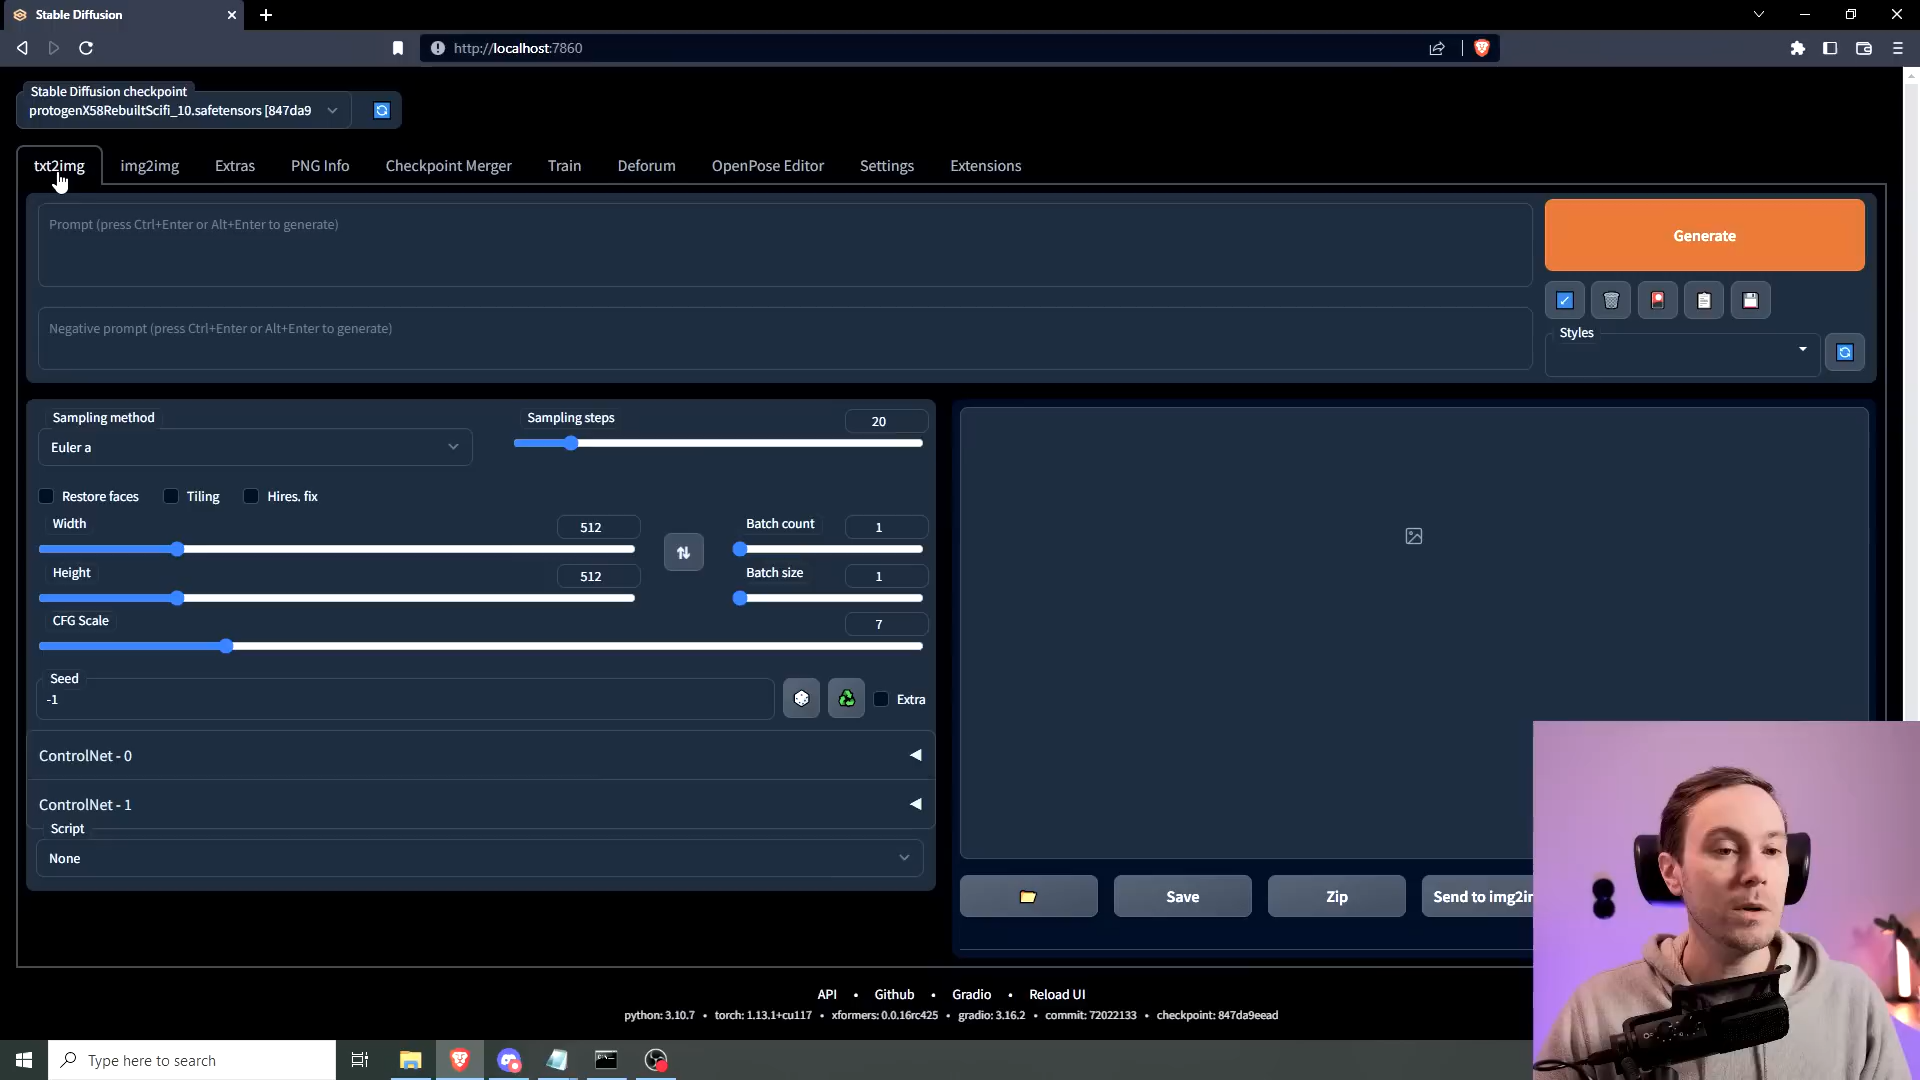 Stable Diffusion
http://localhost:7860
Stable Diffusion checkpoint
protogenX58RebuiltScifi_10.safetensors [847da9
txt2img img2img Extras PNG Info Checkpoint Merger Train Deforum OpenPose Editor Settings Extensions
Prompt (press Ctrl+Enter or Alt+Enter to generate)
Generate
Negative prompt (press Ctrl+Enter or Alt+Enter to generate)
Styles
Sampling method
Euler a
Sampling steps
20
Restore faces Tiling Hires. fix
Width
512
Batch count
1
Height
512
Batch size
1
CFG Scale
7
Seed
-1
Extra
ControlNet - 0
ControlNet - 1
Script
None
Save Zip Send to img2im
API • Github • Gradio • Reload UI
python: 3.10.7 • torch: 1.13.1+cu117 • xformers: 0.0.16rc425 • gradio: 3.16.2 • commit: 72022133 • checkpoint: 847da9eead
Type here to search